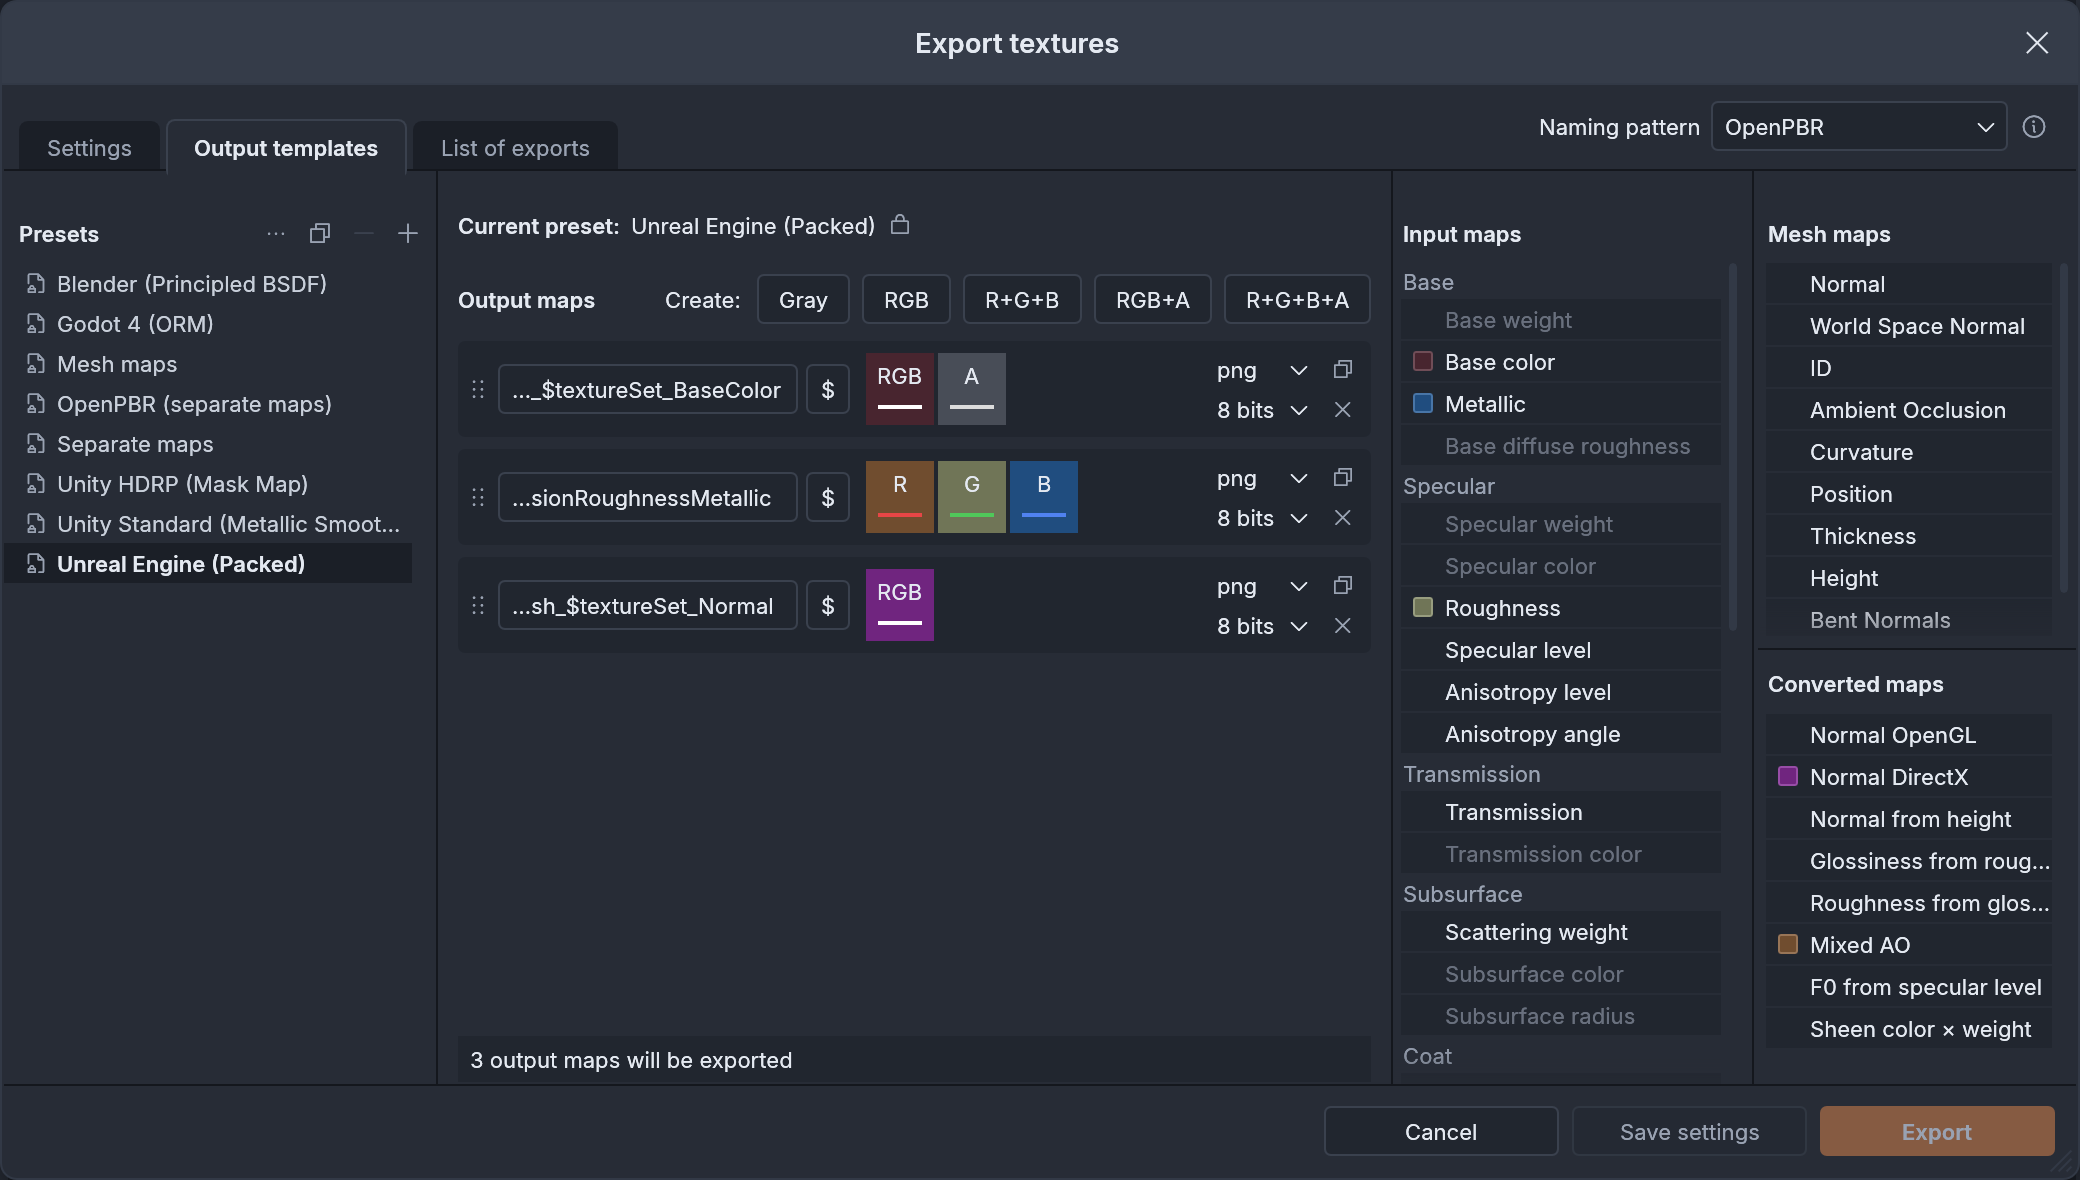 Export textures
Settings
Output templates
List of exports
Naming pattern
OpenPBR
Presets
Blender (Principled BSDF)
Godot 4 (ORM)
Mesh maps
OpenPBR (separate maps)
Separate maps
Unity HDRP (Mask Map)
Unity Standard (Metallic Smoot...
Unreal Engine (Packed)
Current preset: Unreal Engine (Packed)
Output maps
Create:
Gray
RGB
R+G+B
RGB+A
R+G+B+A
..._$textureSet_BaseColor
$
RGB
A
png
8 bits
...sionRoughnessMetallic
$
R
G
B
png
8 bits
...sh_$textureSet_Normal
$
RGB
png
8 bits
3 output maps will be exported
Input maps
Base
Base weight
Base color
Metallic
Base diffuse roughness
Specular
Specular weight
Specular color
Roughness
Specular level
Anisotropy level
Anisotropy angle
Transmission
Transmission
Transmission color
Subsurface
Scattering weight
Subsurface color
Subsurface radius
Coat
Mesh maps
Normal
World Space Normal
ID
Ambient Occlusion
Curvature
Position
Thickness
Height
Bent Normals
Converted maps
Normal OpenGL
Normal DirectX
Normal from height
Glossiness from roug...
Roughness from glos...
Mixed AO
F0 from specular level
Sheen color × weight
Cancel
Save settings
Export